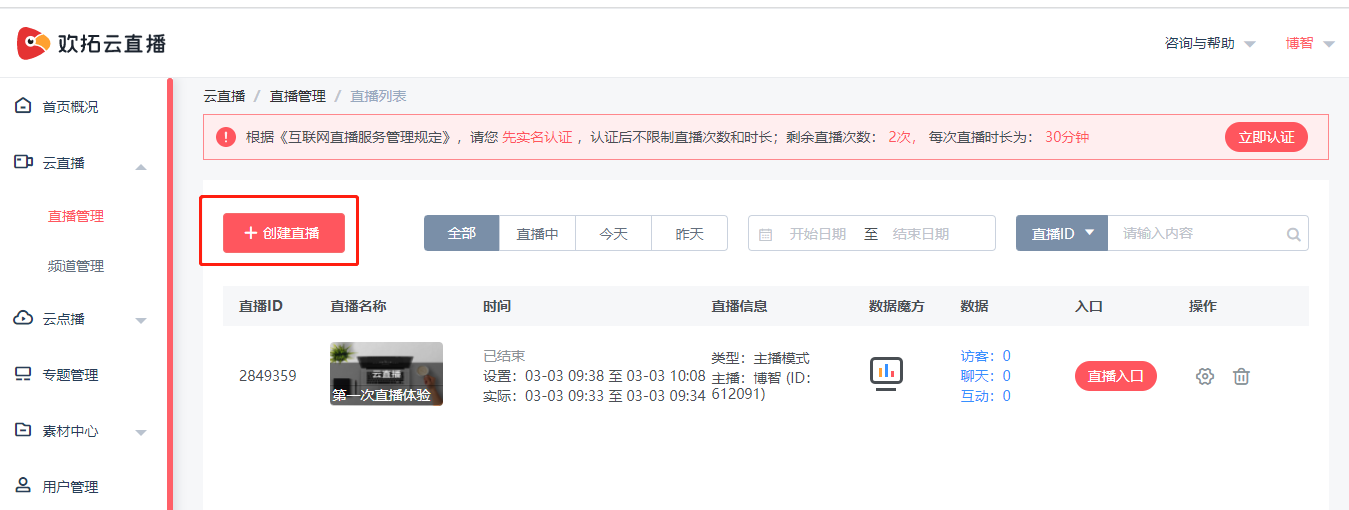 欢拓云直播
咨询与帮助
博智
首页概况
云直播
直播管理
频道管理
云点播
专题管理
素材中心
用户管理
云直播 / 直播管理 / 直播列表
根据《互联网直播服务管理规定》，请您 先实名认证 ，认证后不限制直播次数和时长；剩余直播次数： 2次， 每次直播时长为： 30分钟
立即认证
+ 创建直播
全部 直播中 今天 昨天
开始日期 至 结束日期
直播ID 请输入内容
直播ID 直播名称 时间 直播信息 数据魔方 数据 入口 操作
2849359
云直播
第一次直播体验
已结束
设置：03-03 09:38 至 03-03 10:08
实际：03-03 09:33 至 03-03 09:34
类型：主播模式
主播：博智 (ID：
612091)
访客：0
聊天：0
互动：0
直播入口